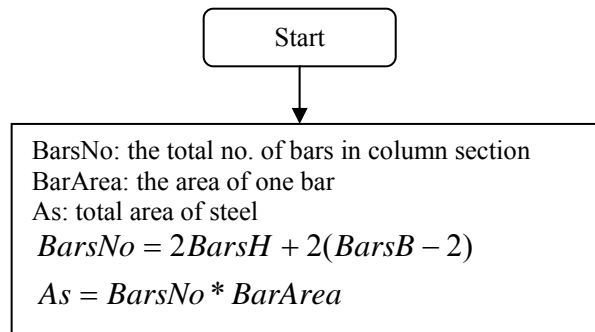 Start
BarsNo: the total no. of bars in column section
BarArea: the area of one bar
As: total area of steel
BarsNo = 2BarsH + 2(BarsB − 2)
As = BarsNo * BarArea